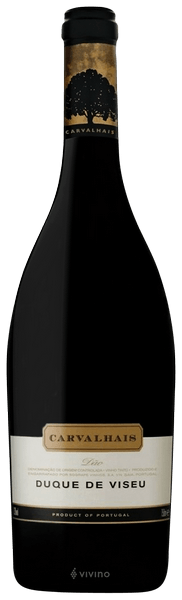 CARVALHAIS
CARVALHAIS
Dão
DUQUE DE VISEU
PRODUCT OF PORTUGAL
vivino